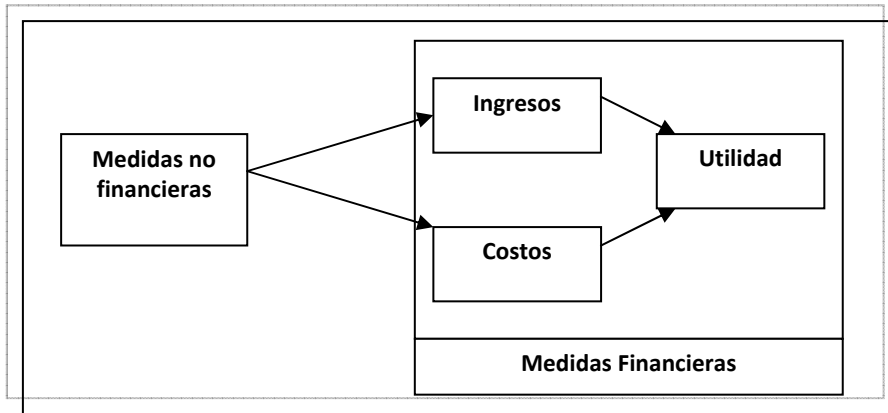 Medidas no
financieras
Ingresos
Costos
Utilidad
Medidas Financieras